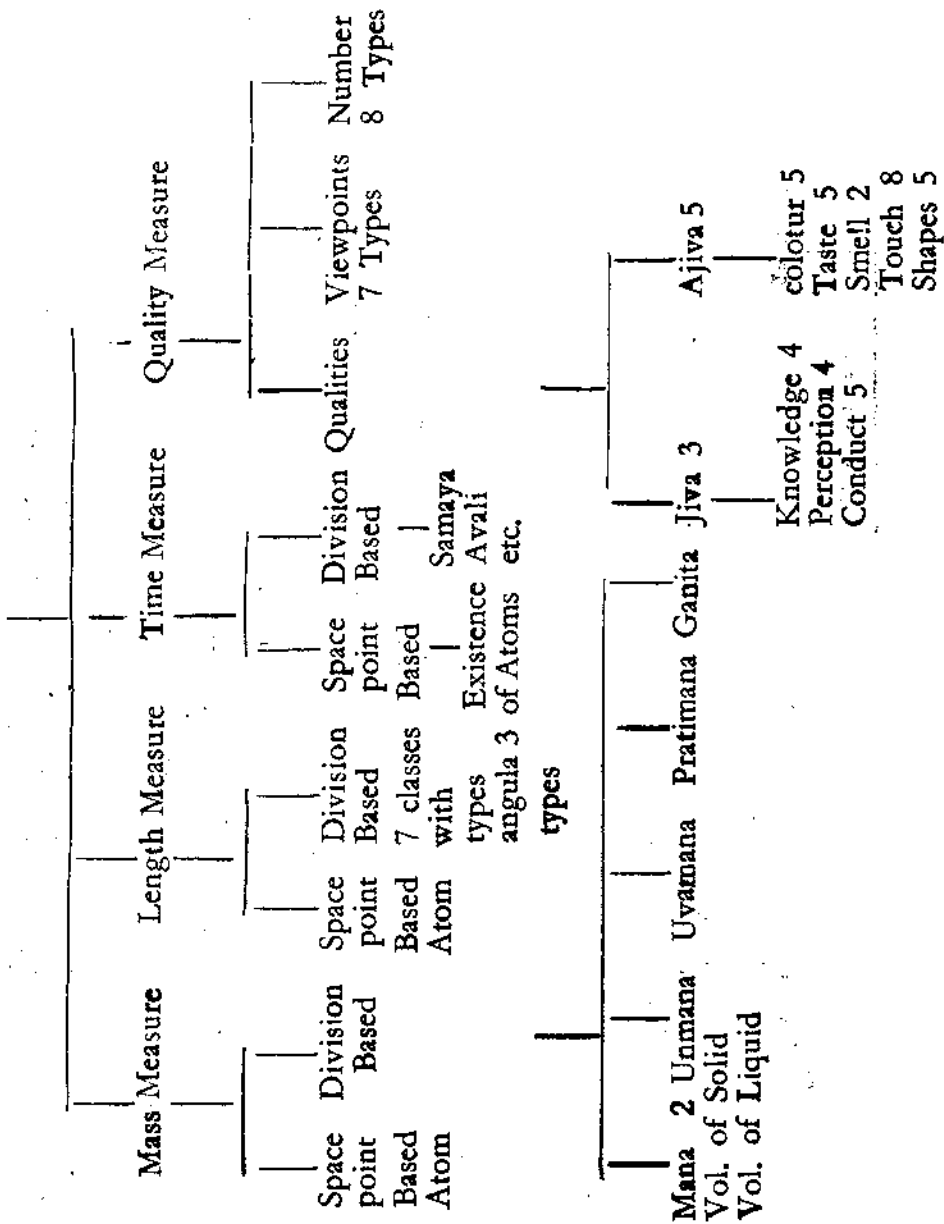 Mass Measure Length Measure Time Measure Quality Measure
Space point Based Atom
Division Based
Space point Based Atom
Division Based 7 classes with types angula 3 types
Space point Based
Existence of Atoms
Division Based
Samaya Avali etc.
Qualities
Viewpoints 7 Types
Number 8 Types
Mana 2 Unmana Uvamana Pratimana Ganita Jiva 3 Ajiva 5
Vol. of Solid
Vol. of Liquid
Knowledge 4
Perception 4
Conduct 5
colotur 5
Taste 5
Smell 2
Touch 8
Shapes 5